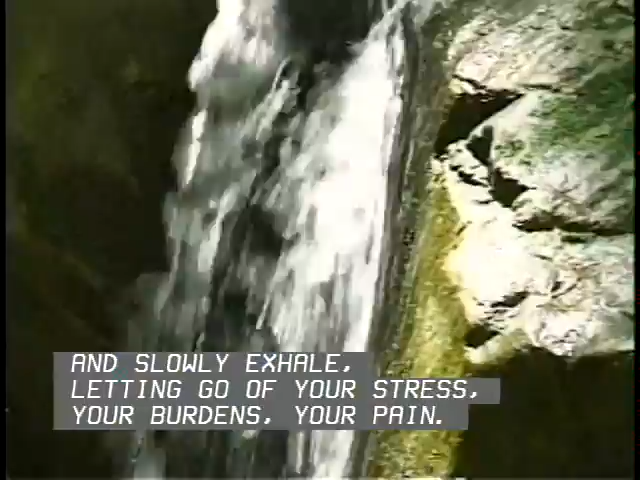 AND SLOWLY EXHALE,
LETTING GO OF YOUR STRESS,
YOUR BURDENS, YOUR PAIN.